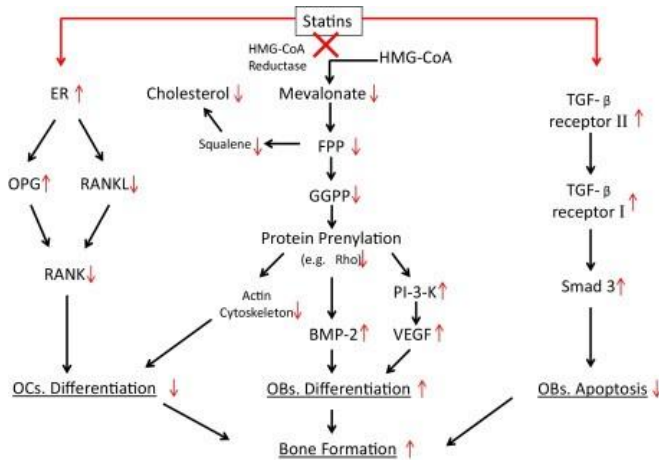 Statins
HMG-CoA
Reductase
HMG-CoA
ER ↑
Cholesterol ↓
Mevalonate ↓
TGF- β
receptor II ↑
Squalene ↓
FPP ↓
OPG ↑
RANKL ↓
GGPP ↓
TGF- β
receptor I ↑
Protein Prenylation
(e.g. Rho) ↓
RANK ↓
Actin
Cytoskeleton ↓
PI-3-K ↑
Smad 3 ↑
BMP-2 ↑
VEGF ↑
OCs. Differentiation ↓
OBs. Differentiation ↑
OBs. Apoptosis ↓
Bone Formation ↑